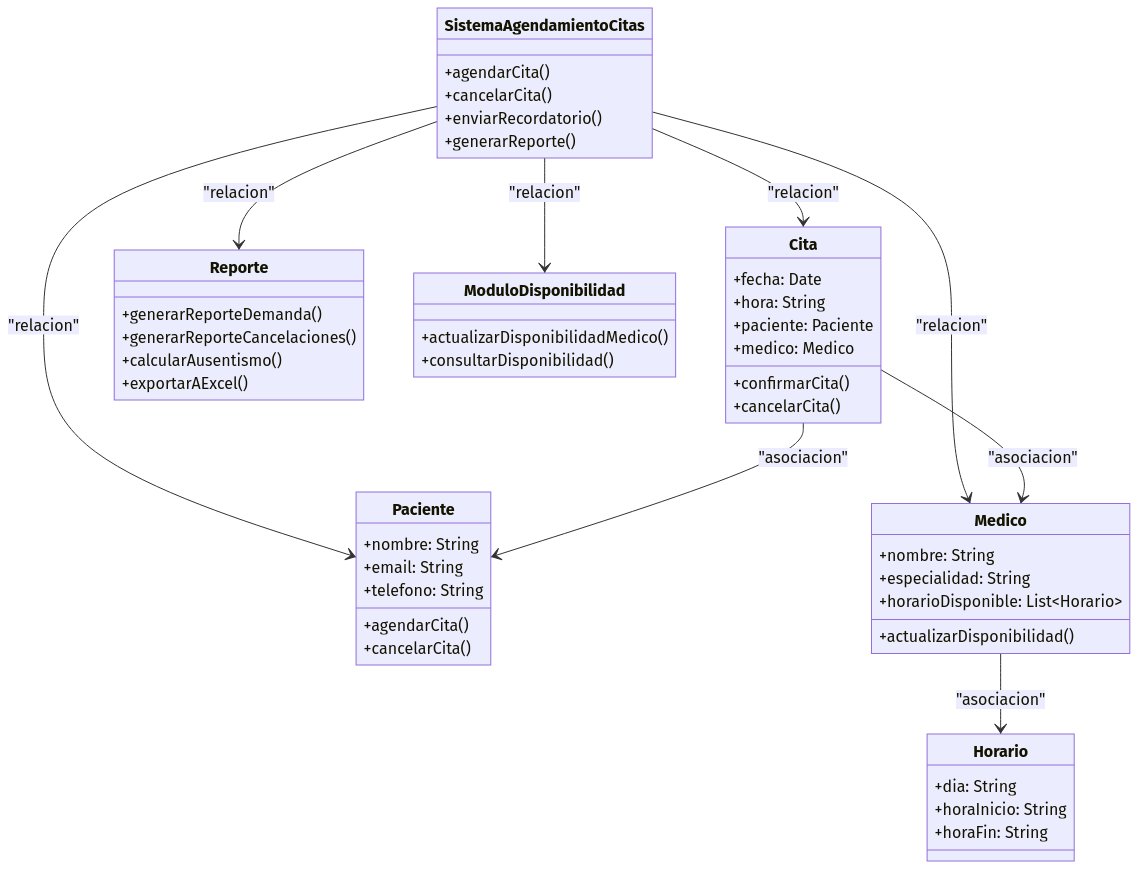 SistemaAgendamientoCitas
+agendarCita()
+cancelarCita()
+enviarRecordatorio()
+generarReporte()
"relacion"
"relacion"
"relacion"
"relacion"
"relacion"
Reporte
+generarReporteDemanda()
+generarReporteCancelaciones()
+calcularAusentismo()
+exportarAExcel()
ModuloDisponibilidad
+actualizarDisponibilidadMedico()
+consultarDisponibilidad()
Cita
+fecha: Date
+hora: String
+paciente: Paciente
+medico: Medico
+confirmarCita()
+cancelarCita()
"asociacion"
"asociacion"
Paciente
+nombre: String
+email: String
+telefono: String
+agendarCita()
+cancelarCita()
Medico
+nombre: String
+especialidad: String
+horarioDisponible: List<Horario>
+actualizarDisponibilidad()
"asociacion"
Horario
+dia: String
+horaInicio: String
+horaFin: String